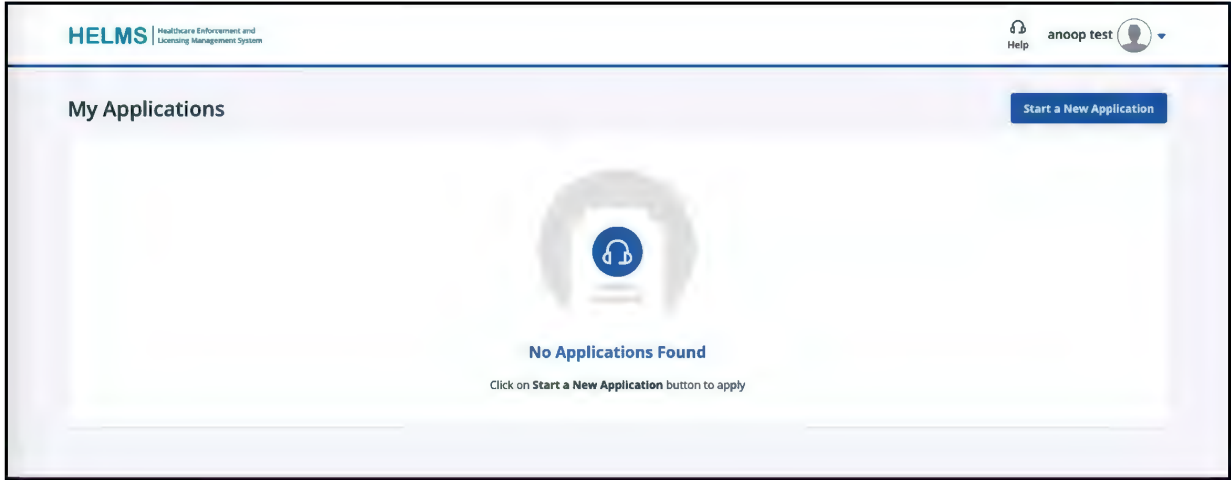 HELMS
Healthcare Enforcement and
Licensing Management System
Help
anoop test
My Applications
Start a New Application
No Applications Found
Click on Start a New Application button to apply